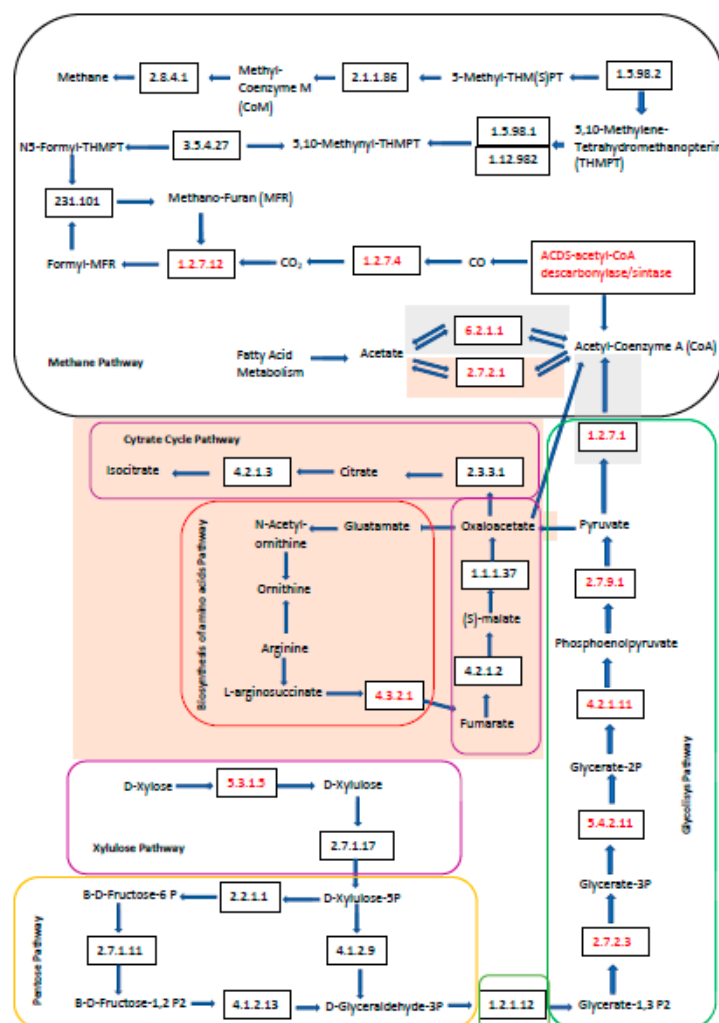 Methane
2.8.4.1
Methyl-
Coenzyme M
(CoM)
2.1.1.86
5-Methyl-THM(S)PT
1.5.98.2
N5-Formyl-THMPT
3.5.4.27
5,10-Methynyl-THMPT
1.5.98.1
1.12.982
5,10-Methylene-
Tetrahydromethanopterin
(THMPT)
231.101
Methano-Furan (MFR)
Formyl-MFR
1.2.7.12
CO₂
1.2.7.4
CO
ACDS-acetyl-CoA
descarbonylase/sintase
Methane Pathway
Fatty Acid
Metabolism
Acetate
6.2.1.1
2.7.2.1
Acetyl-Coenzyme A (CoA)
1.2.7.1
Cytrate Cycle Pathway
Isocitrate
4.2.1.3
Citrate
2.3.3.1
Biosynthesis of amino acids Pathway
N-Acetyl-
ornithine
Gluatamate
Oxaloacetate
Pyruvate
Ornithine
1.1.1.37
2.7.9.1
(S)-malate
Arginine
Phosphoenolpyruvate
4.2.1.2
L-arginosuccinate
4.3.2.1
Fumarate
4.2.1.11
Glycerate-2P
Glycolisys Pathway
D-Xylose
5.3.1.5
D-Xylulose
5.4.2.11
Xylulose Pathway
2.7.1.17
Glycerate-3P
Pentose Pathway
B-D-Fructose-6 P
2.2.1.1
D-Xylulose-5P
2.7.1.11
4.1.2.9
2.7.2.3
B-D-Fructose-1,2 P2
4.1.2.13
D-Glyceraldehyde-3P
1.2.1.12
Glycerate-1,3 P2